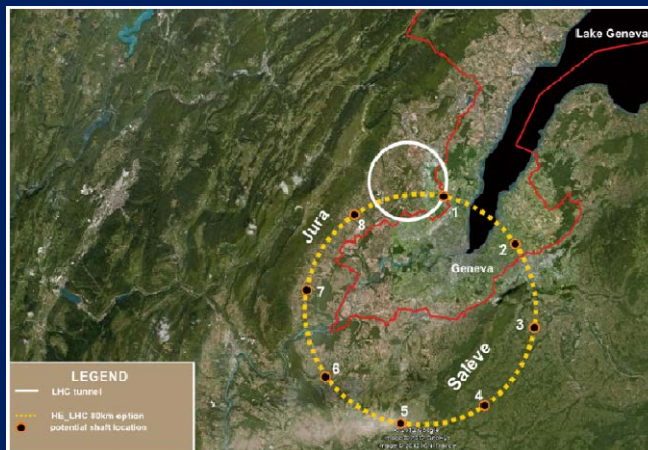 Lake Geneva
1
8
Jura
2
Geneva
7
3
Salève
6
4
5
LEGEND
LHC tunnel
HE_LHC 80km option
potential shaft location